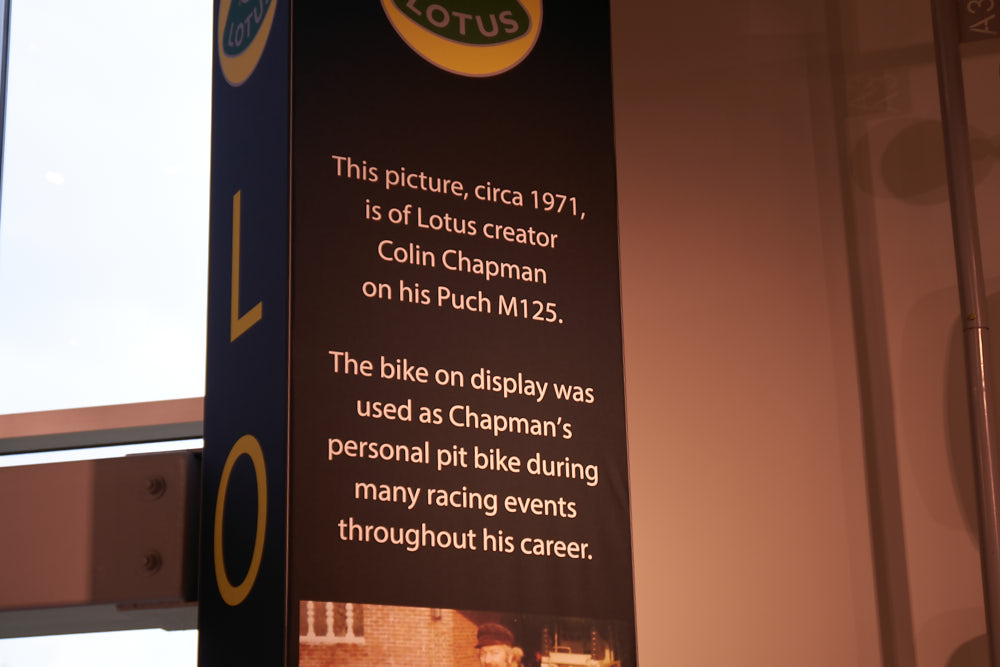 LOTUS
LOTUS
L
O
This picture, circa 1971,
is of Lotus creator
Colin Chapman
on his Puch M125.
The bike on display was
used as Chapman's
personal pit bike during
many racing events
throughout his career.
A3